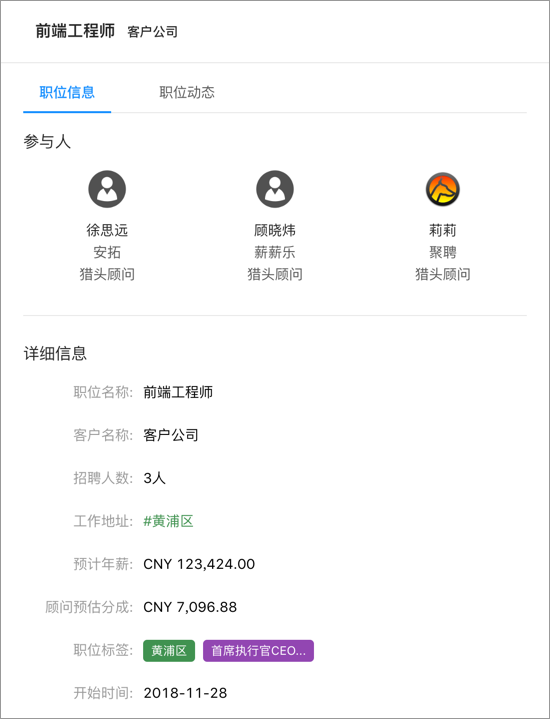 前端工程师 客户公司
职位信息 职位动态
参与人
徐思远 顾晓炜 莉莉
安拓 薪薪乐 聚聘
猎头顾问 猎头顾问 猎头顾问
详细信息
职位名称: 前端工程师
客户名称: 客户公司
招聘人数: 3人
工作地址: #黄浦区
预计年薪: CNY 123,424.00
顾问预估分成: CNY 7,096.88
职位标签: 黄浦区 首席执行官CEO...
开始时间: 2018-11-28